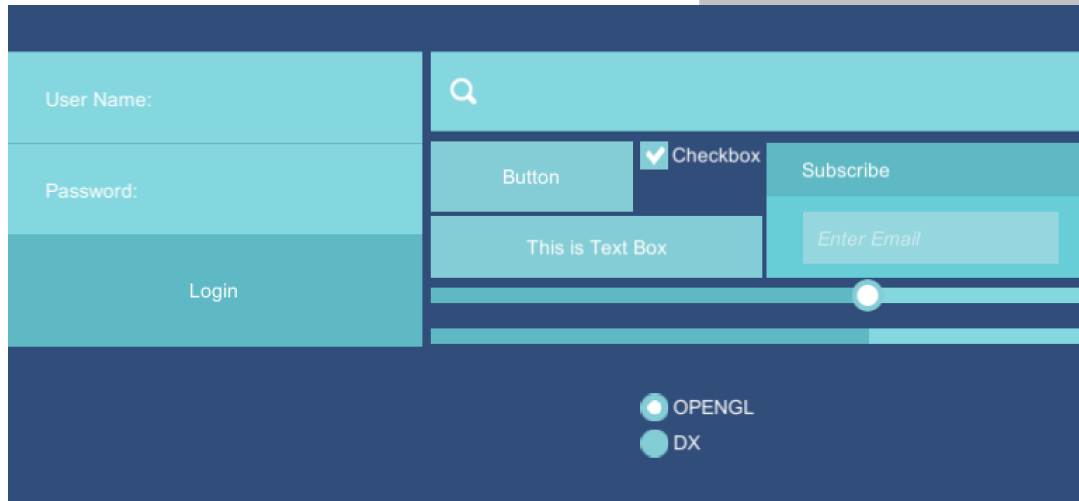 User Name:
Password:
Login
Button
Checkbox
This is Text Box
Subscribe
Enter Email
OPENGL
DX